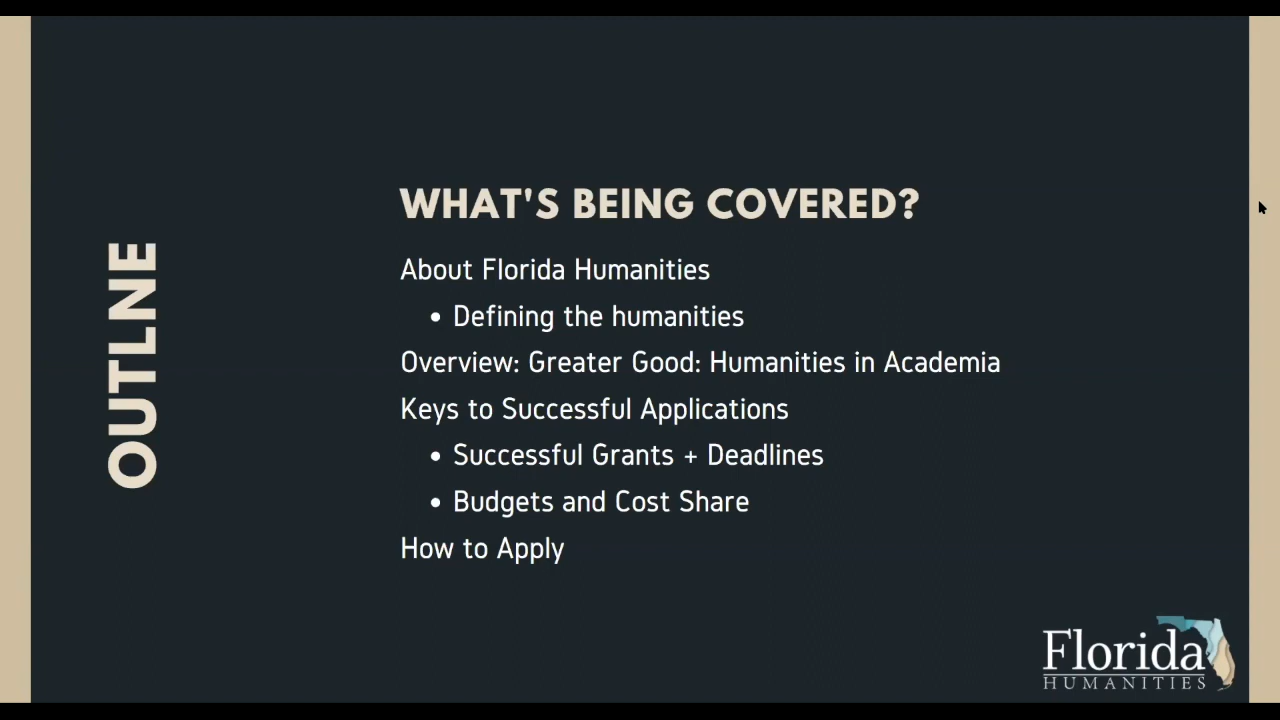 OUTLNE
WHAT'S BEING COVERED?
About Florida Humanities
• Defining the humanities
Overview: Greater Good: Humanities in Academia
Keys to Successful Applications
• Successful Grants + Deadlines
• Budgets and Cost Share
How to Apply
Florida
HUMANITIES